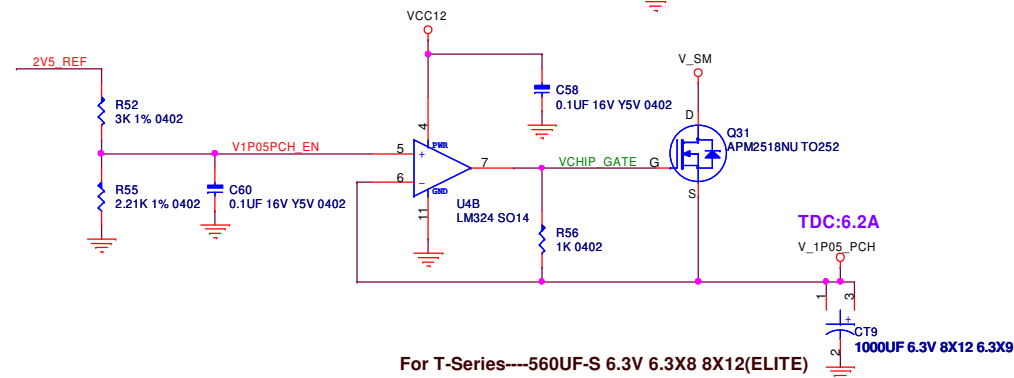 VCC12
2V5_REF
V_SM
C58
0.1UF 16V Y5V 0402
R52
3K 1% 0402
D
Q31
APM2518NU TO252
4
PWR
V1P05PCH_EN
5
+
7
VCHIP_GATE
G
6
-
GND
S
R55
2.21K 1% 0402
C60
0.1UF 16V Y5V 0402
11
U4B
LM324 SO14
R56
1K 0402
TDC:6.2A
V_1P05_PCH
1
3
+
CT9
1000UF 6.3V 8X12 6.3X9
2
For T-Series----560UF-S 6.3V 6.3X8 8X12(ELITE)